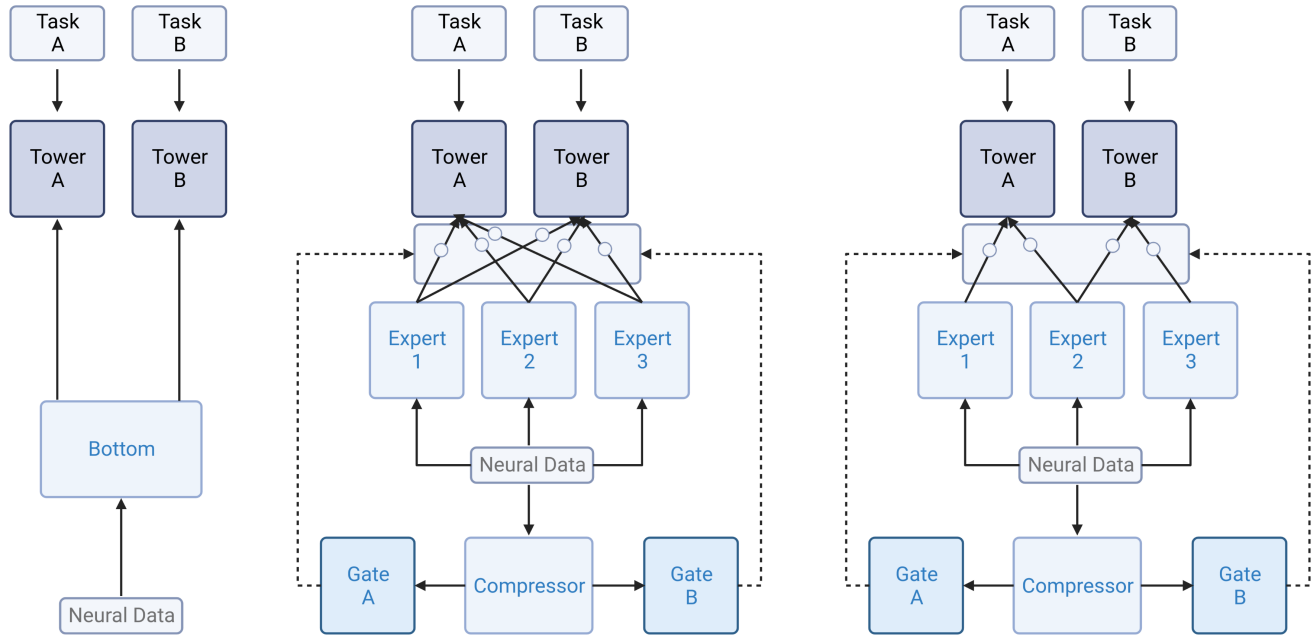 Task
A
Task
B
Tower
A
Tower
B
Bottom
Neural Data
Task
A
Task
B
Tower
A
Tower
B
Expert
1
Expert
2
Expert
3
Neural Data
Gate
A
Compressor
Gate
B
Task
A
Task
B
Tower
A
Tower
B
Expert
1
Expert
2
Expert
3
Neural Data
Gate
A
Compressor
Gate
B